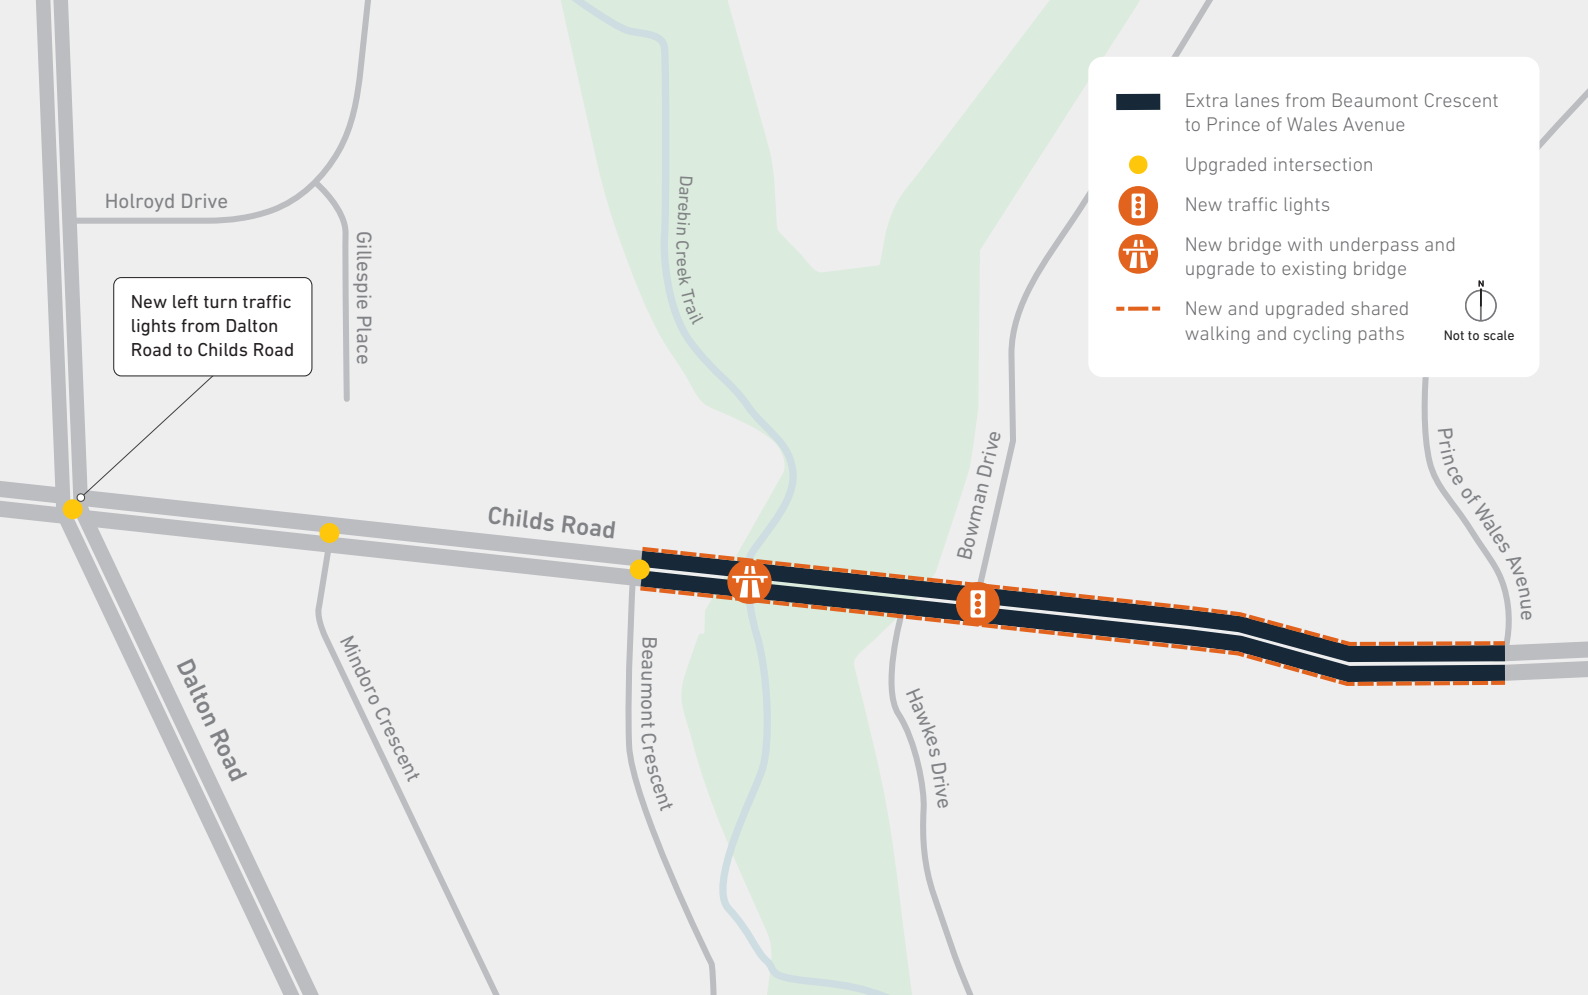 Extra lanes from Beaumont Crescent
to Prince of Wales Avenue
Upgraded intersection
New traffic lights
New bridge with underpass and
upgrade to existing bridge
New and upgraded shared
walking and cycling paths
N
Not to scale
Holroyd Drive
Gillespie Place
Darebin Creek Trail
New left turn traffic
lights from Dalton
Road to Childs Road
Childs Road
Bowman Drive
Prince of Wales Avenue
Dalton Road
Mindoro Crescent
Beaumont Crescent
Hawkes Drive